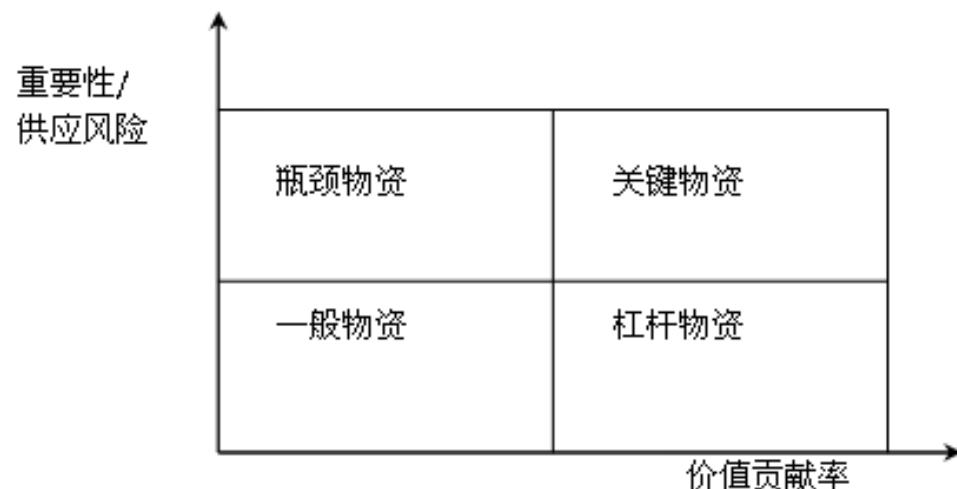 重要性/
供应风险
瓶颈物资
关键物资
一般物资
杠杆物资
价值贡献率